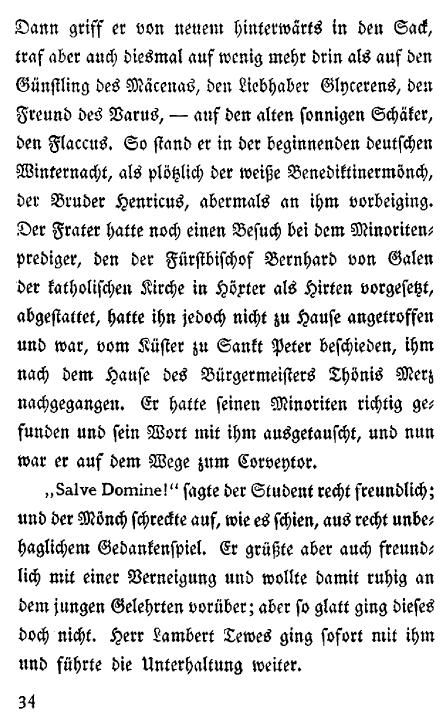 Dann griff er von neuem hinterwärts in den Sack,
traf aber auch diesmal auf wenig mehr drin als auf den
Günstling des Mäcenas, den Liebhaber Glycerens, den
Freund des Varus, — auf den alten sonnigen Schäker,
den Flaccus. So stand er in der beginnenden deutschen
Winternacht, als plötzlich der weiße Benediktinermönch,
der Bruder Henricus, abermals an ihm vorbeiging.
Der Frater hatte noch einen Besuch bei dem Minoriten-
prediger, den der Fürstbischof Bernhard von Galen
der katholischen Kirche in Höxter als Hirten vorgesetzt,
abgestattet, hatte ihn jedoch nicht zu Hause angetroffen
und war, vom Küster zu Sankt Peter beschieden, ihm
nach dem Hause des Bürgermeisters Thönis Merz
nachgegangen. Er hatte seinen Minoriten richtig ge-
funden und sein Wort mit ihm ausgetauscht, und nun
war er auf dem Wege zum Corveytor.
„Salve Domine!“ sagte der Student recht freundlich;
und der Mönch schreckte auf, wie es schien, aus recht unbe-
haglichem Gedankenspiel. Er grüßte aber auch freund-
lich mit einer Verneigung und wollte damit ruhig an
dem jungen Gelehrten vorüber; aber so glatt ging dieses
doch nicht. Herr Lambert Tewes ging sofort mit ihm
und führte die Unterhaltung weiter.
34